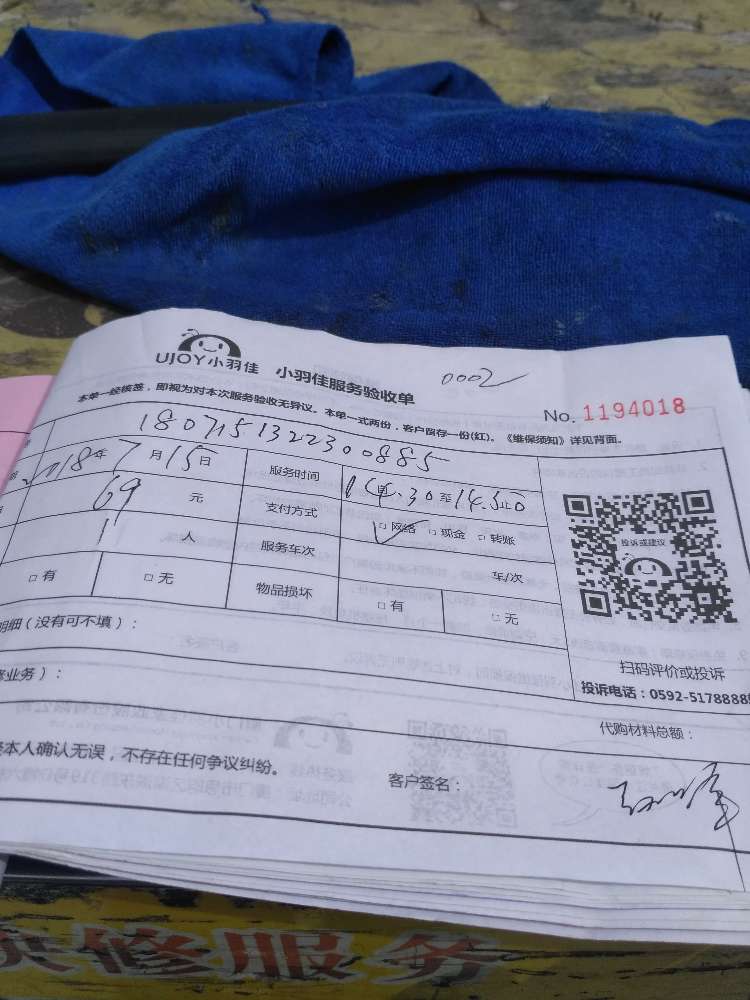 UJOY小羽佳 小羽佳服务验收单 0002
本单一经核签，即视为对本次服务验收无异议。本单一式两份，客户留存一份(红)。《维保须知》详见背面。
No. 1194018
1807151322300885
年 7 月 15 日 服务时间 14.30 至 14.50
69 元 支付方式 □网络 □现金 □转账
1 人 服务车次 车/次
□有 □无 物品损坏 □有 □无
投诉或建议
扫码评价或投诉
投诉电话：0592-5178888
明细（没有可不填）：
业务）：
代购材料总额：
本人确认无误，不存在任何争议纠纷。
客户签名：
修服务